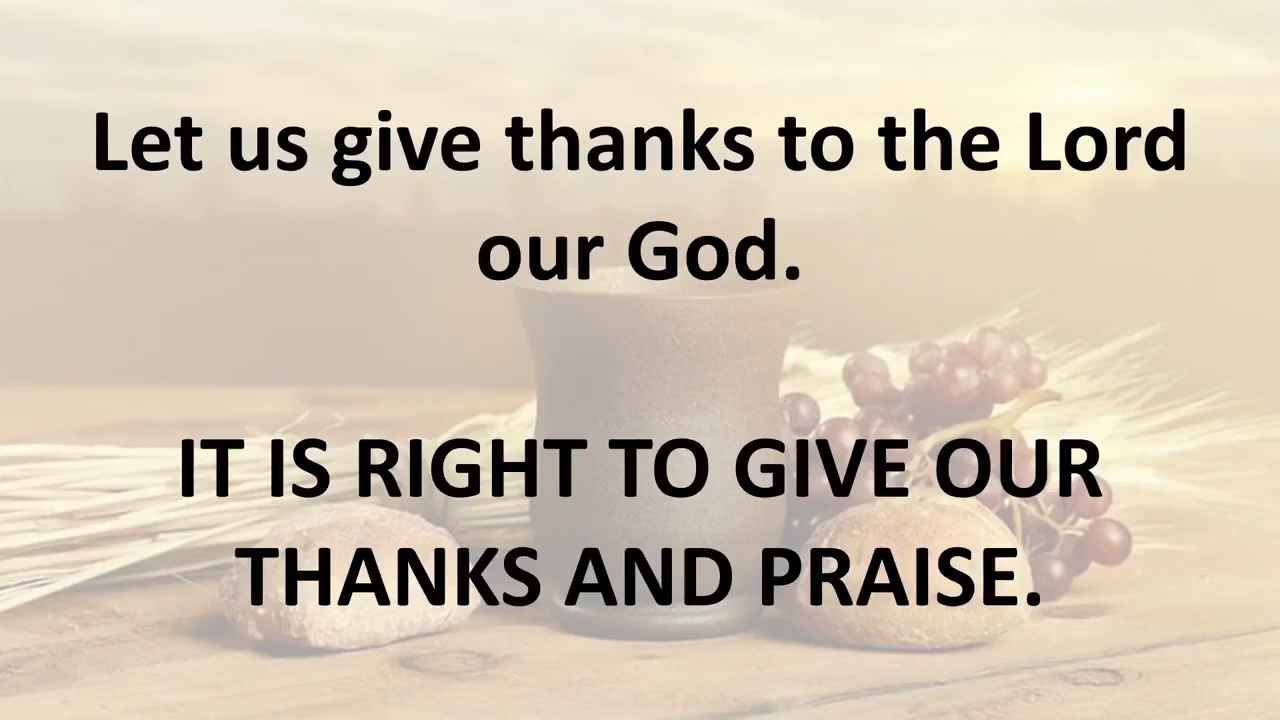 Let us give thanks to the Lord
our God.
IT IS RIGHT TO GIVE OUR
THANKS AND PRAISE.